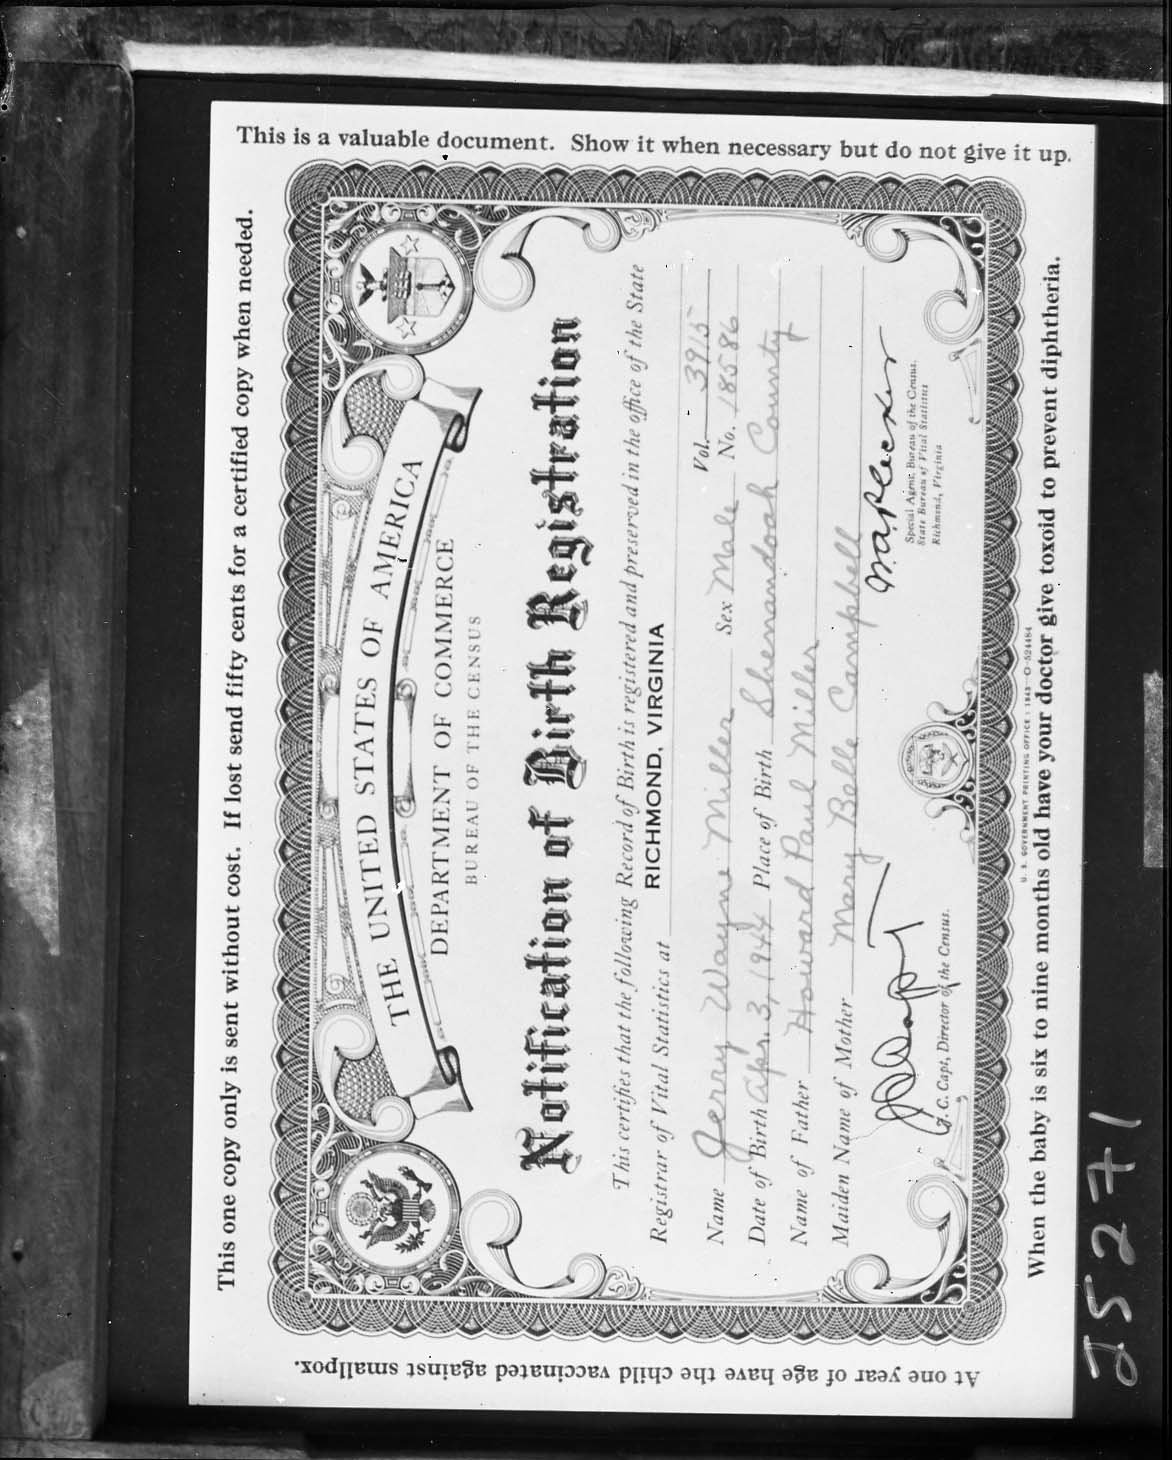 This is a valuable document. Show it when necessary but do not give it up.
This one copy only is sent without cost. If lost send fifty cents for a certified copy when needed.
THE UNITED STATES OF AMERICA
DEPARTMENT OF COMMERCE
BUREAU OF THE CENSUS
Notification of Birth Registration
This certifies that the following Record of Birth is registered and preserved in the office of the State
Registrar of Vital Statistics at RICHMOND, VIRGINIA
Vol. 3915
Name Jerry Wayne Miller Sex Male No. 18586
Date of Birth Apr. 3, 1944 Place of Birth Shenandoah County
Name of Father Howard Paul Miller
Maiden Name of Mother Mary Belle Campbell
JCCapt
W.A. Plecker
G. C. Capt, Director of the Census.
Special Agent, Bureau of the Census.
State Bureau of Vital Statistics
Richmond, Virginia
U. S. GOVERNMENT PRINTING OFFICE : 1943—O-524484
When the baby is six to nine months old have your doctor give toxoid to prevent diphtheria.
At one year of age have the child vaccinated against smallpox.
25271